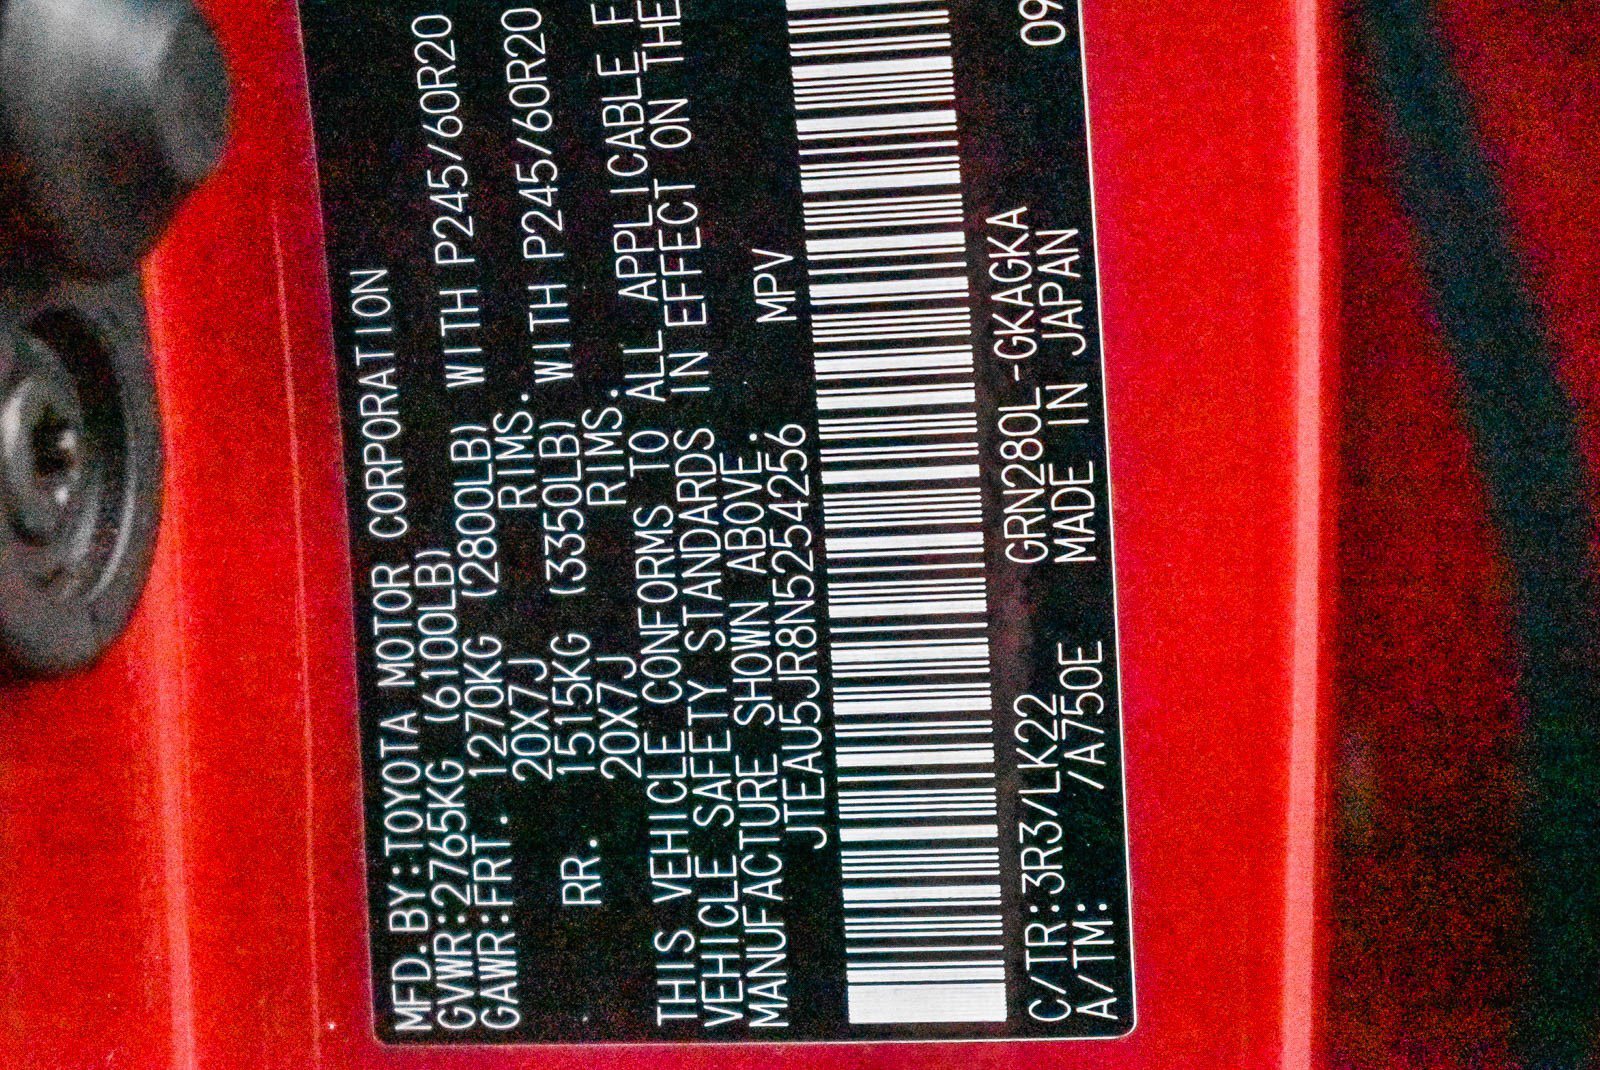 MFD.BY:TOYOTA MOTOR CORPORATION
GVWR:2765KG (6100LB)
GAWR:FRT. 1270KG (2800LB) WITH P245/60R20
20X7J RIMS.
RR. 1515KG (3350LB) WITH P245/60R20
20X7J RIMS.
THIS VEHICLE CONFORMS TO ALL APPLICABLE F
VEHICLE SAFETY STANDARDS IN EFFECT ON THE
MANUFACTURE SHOWN ABOVE.
JTEAU5JR8N5254256 MPV
C/TR:3R3/LK22 GRN280L-GKAGKA 09
A/TM: /A750E MADE IN JAPAN